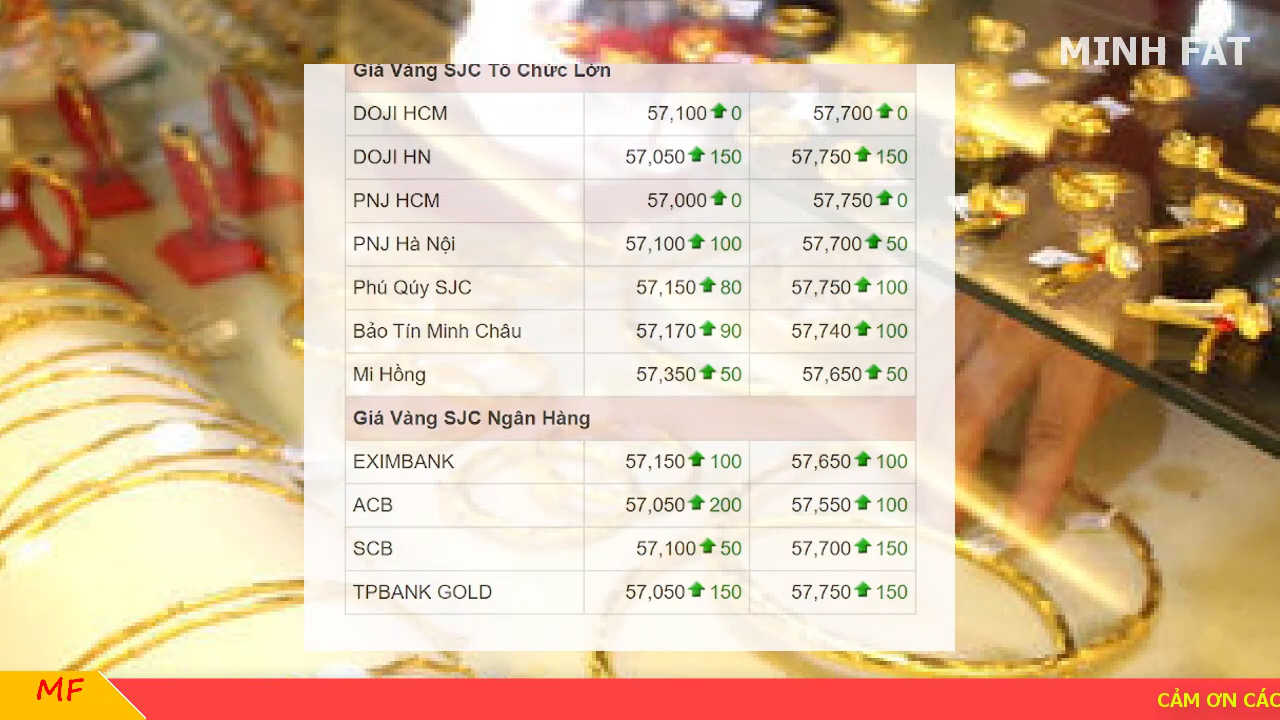 MINH FAT
Giá Vàng SJC Tổ Chức Lớn
DOJI HCM 57,100 0 57,700 0
DOJI HN 57,050 150 57,750 150
PNJ HCM 57,000 0 57,750 0
PNJ Hà Nội 57,100 100 57,700 50
Phú Qúy SJC 57,150 80 57,750 100
Bảo Tín Minh Châu 57,170 90 57,740 100
Mi Hồng 57,350 50 57,650 50
Giá Vàng SJC Ngân Hàng
EXIMBANK 57,150 100 57,650 100
ACB 57,050 200 57,550 100
SCB 57,100 50 57,700 150
TPBANK GOLD 57,050 150 57,750 150
MF
CẢM ƠN CÁC